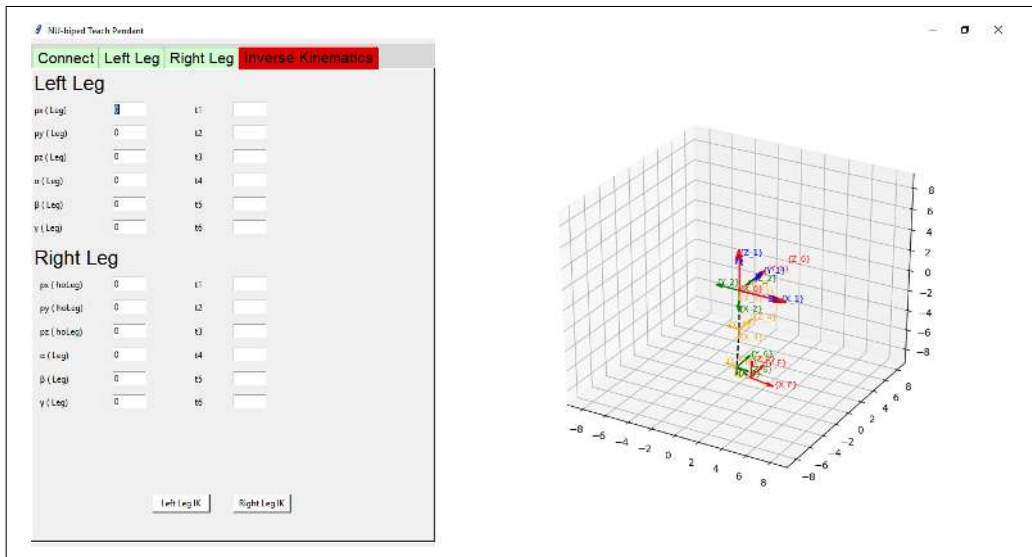 NU-biped Teach Pendant
Connect Left Leg Right Leg Inverse Kinematics
Left Leg
px ( Leg) 0 t1
py ( Leg) 0 t2
pz ( Leg) 0 t3
α ( Leg) 0 t4
β ( Leg) 0 t5
γ ( Leg) 0 t6
Right Leg
px ( hoLeg) 0 t1
py ( hoLeg) 0 t2
pz ( hoLeg) 0 t3
α ( Leg) 0 t4
β ( Leg) 0 t5
γ ( Leg) 0 t6
Left Leg IK Right Leg IK
8
6
4
2
0
−2
−4
−6
−8
{Z_1} {Z_0}
{X_1}
{X_F}
−8 −6 −4 −2 0 2 4 6 8
−8 −6 −4 −2 0 2 4 6 8